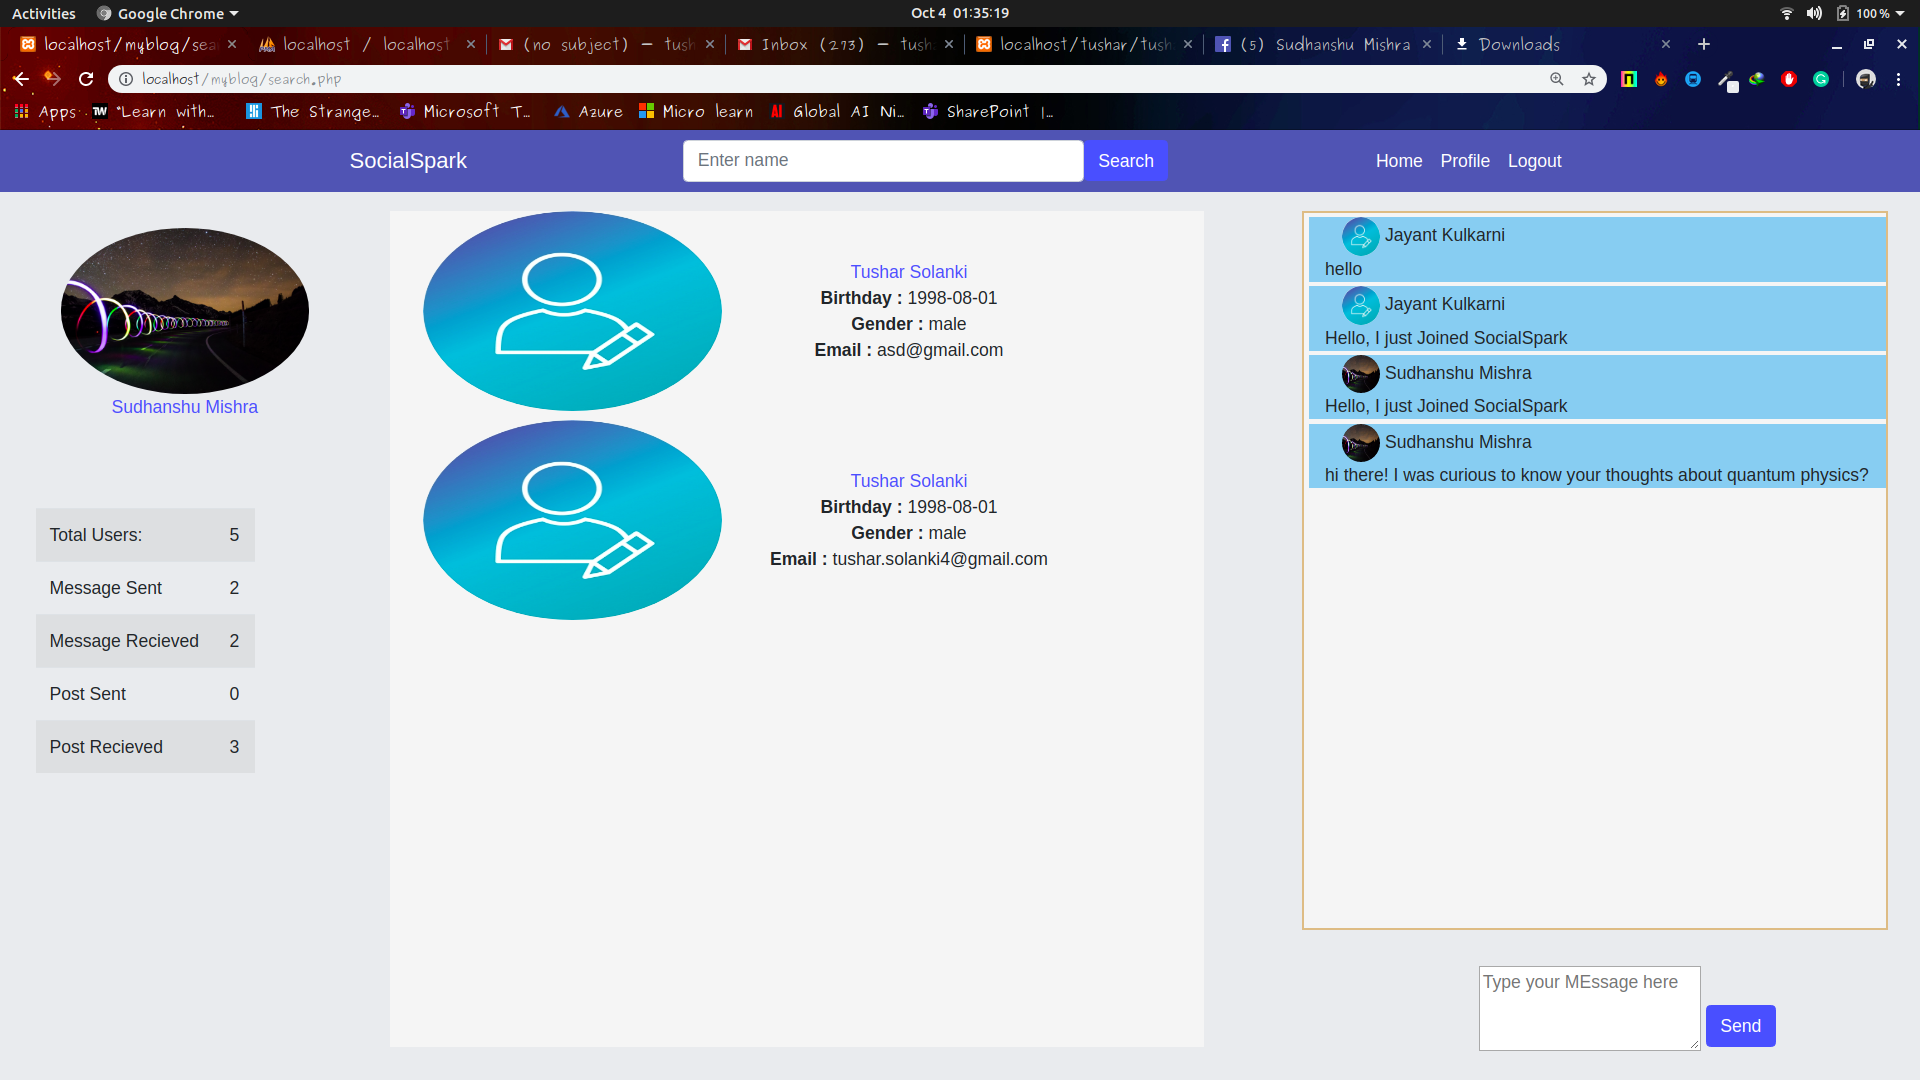 Activities Google Chrome Oct 4 01:35:19 100 %
localhost/myblog/sea localhost / localhost (no subject) – tush Inbox (273) – tush localhost/tushar/tush (5) Sudhanshu Mishra Downloads
localhost/myblog/search.php
Apps "Learn with... The Strange... Microsoft T... Azure Micro learn Global AI Ni... SharePoint |...
SocialSpark Enter name Search Home Profile Logout
Sudhanshu Mishra
Total Users: 5
Message Sent 2
Message Recieved 2
Post Sent 0
Post Recieved 3
Tushar Solanki
Birthday : 1998-08-01
Gender : male
Email : asd@gmail.com
Tushar Solanki
Birthday : 1998-08-01
Gender : male
Email : tushar.solanki4@gmail.com
Jayant Kulkarni
hello
Jayant Kulkarni
Hello, I just Joined SocialSpark
Sudhanshu Mishra
Hello, I just Joined SocialSpark
Sudhanshu Mishra
hi there! I was curious to know your thoughts about quantum physics?
Type your MEssage here
Send